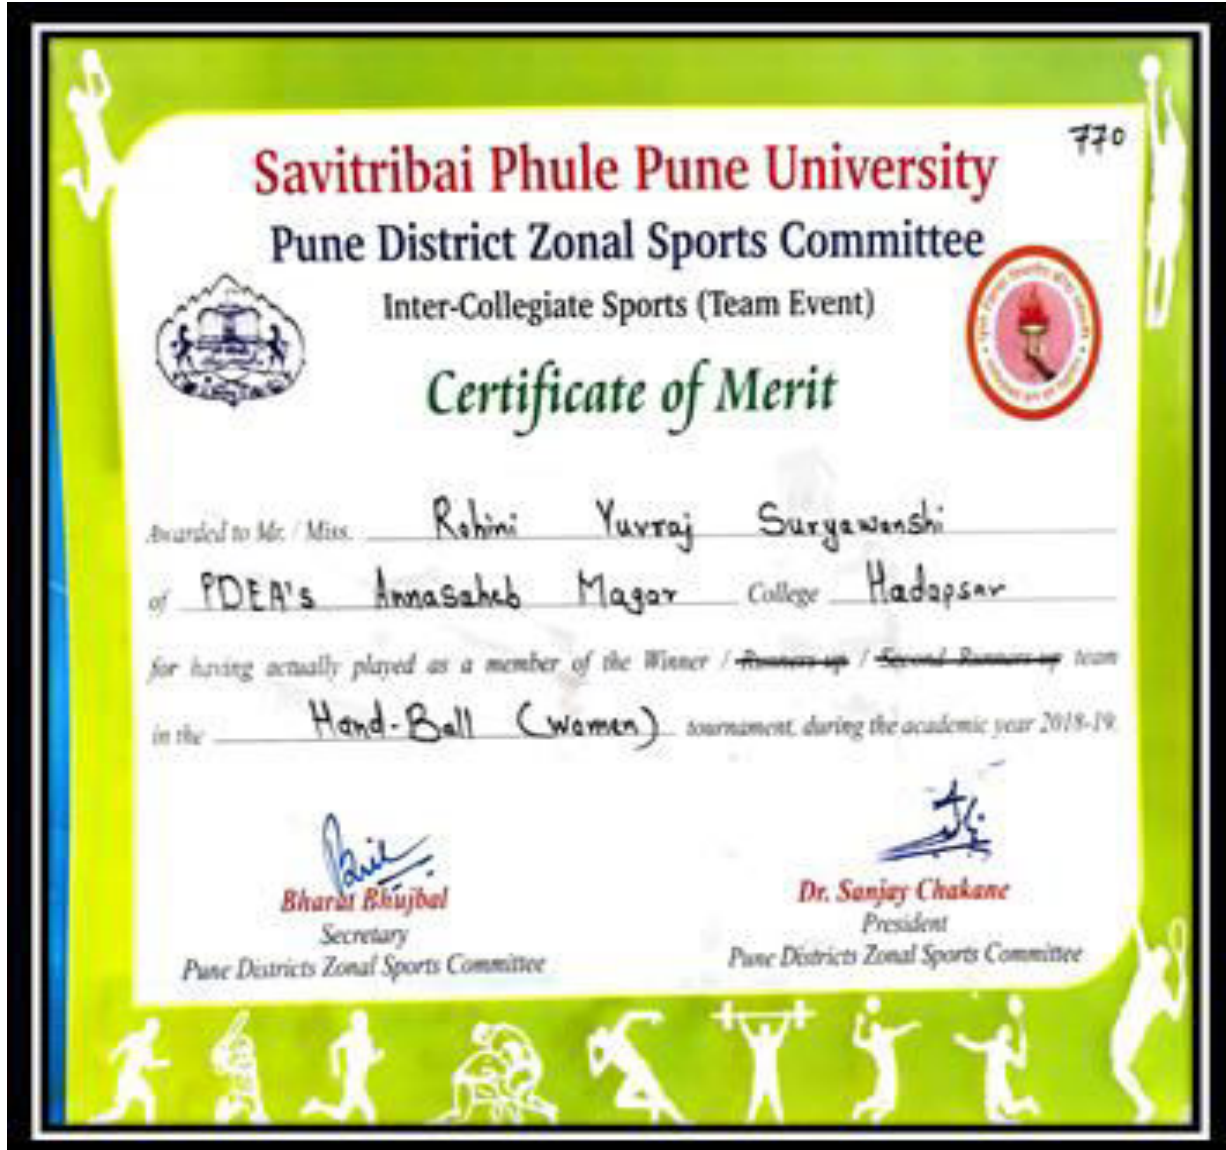 770
Savitribai Phule Pune University
Pune District Zonal Sports Committee
Inter-Collegiate Sports (Team Event)
Certificate of Merit
Awarded to Mr. / Miss. Rohini Yuvraj Suryawanshi
of PDEA's Annasaheb Magar College Hadapsar
for having actually played as a member of the Winner / Runners up / Second Runners up team
in the Hand-Ball (Women) tournament, during the academic year 2018-19.
Bharat Bhujbal
Secretary
Pune Districts Zonal Sports Committee
Dr. Sanjay Chakane
President
Pune Districts Zonal Sports Committee